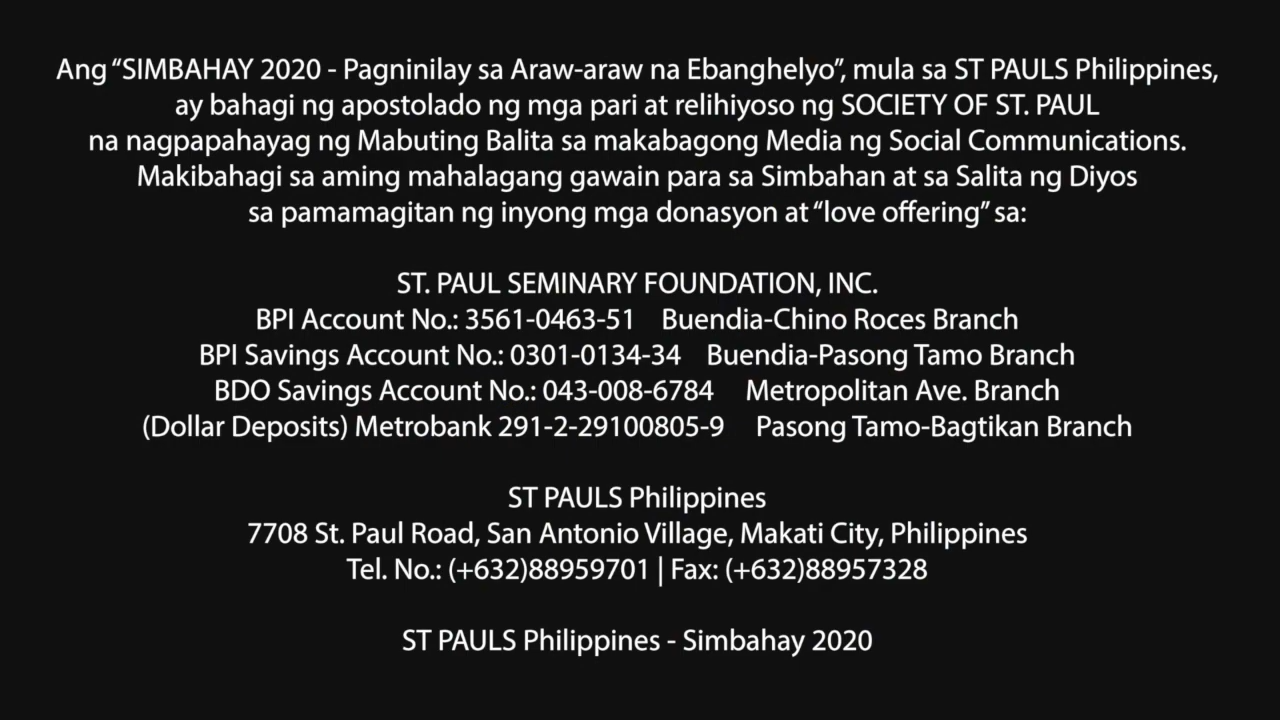 Ang “SIMBAHAY 2020 - Pagninilay sa Araw-araw na Ebanghelyo”, mula sa ST PAULS Philippines,
ay bahagi ng apostolado ng mga pari at relihiyoso ng SOCIETY OF ST. PAUL
na nagpapahayag ng Mabuting Balita sa makabagong Media ng Social Communications.
Makibahagi sa aming mahalagang gawain para sa Simbahan at sa Salita ng Diyos
sa pamamagitan ng inyong mga donasyon at “love offering” sa:
ST. PAUL SEMINARY FOUNDATION, INC.
BPI Account No.: 3561-0463-51 Buendia-Chino Roces Branch
BPI Savings Account No.: 0301-0134-34 Buendia-Pasong Tamo Branch
BDO Savings Account No.: 043-008-6784 Metropolitan Ave. Branch
(Dollar Deposits) Metrobank 291-2-29100805-9 Pasong Tamo-Bagtikan Branch
ST PAULS Philippines
7708 St. Paul Road, San Antonio Village, Makati City, Philippines
Tel. No.: (+632)88959701 | Fax: (+632)88957328
ST PAULS Philippines - Simbahay 2020